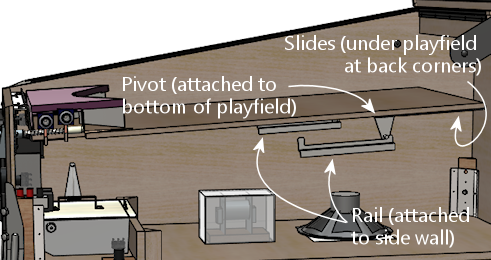 Slides (under playfield
at back corners)
Pivot (attached to
bottom of playfield)
Rail (attached
to side wall)